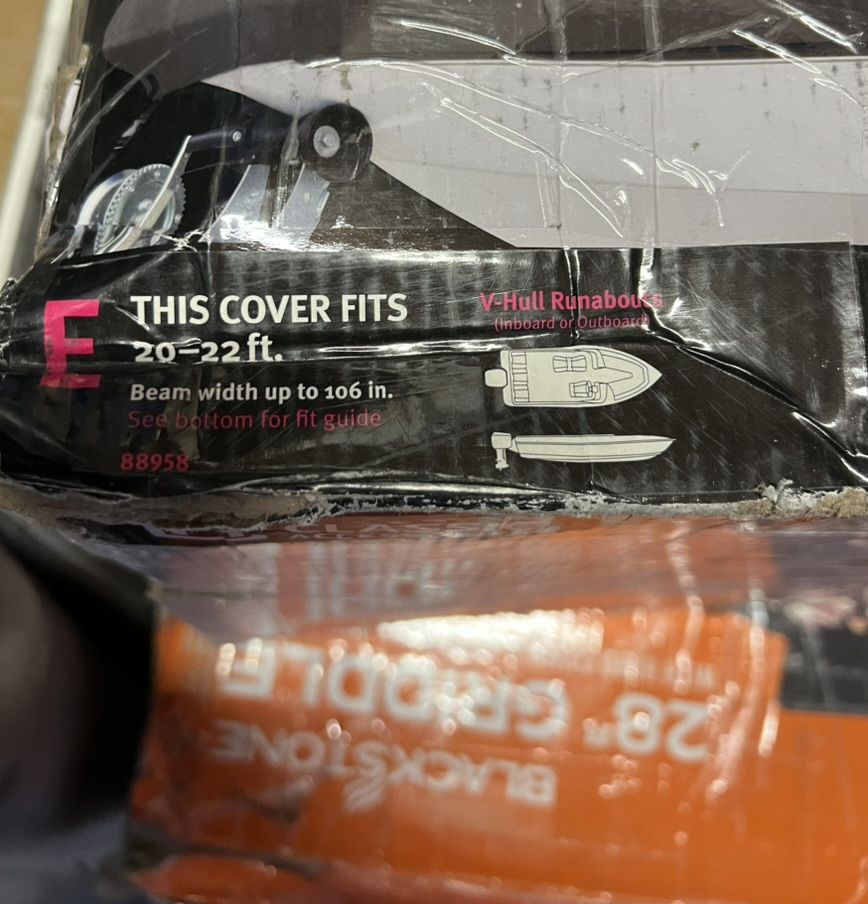 E
THIS COVER FITS
20–22 ft.
Beam width up to 106 in.
See bottom for fit guide
88958
V-Hull Runabouts
(Inboard or Outboard)
BLACKSTONE
28" GRIDDLE